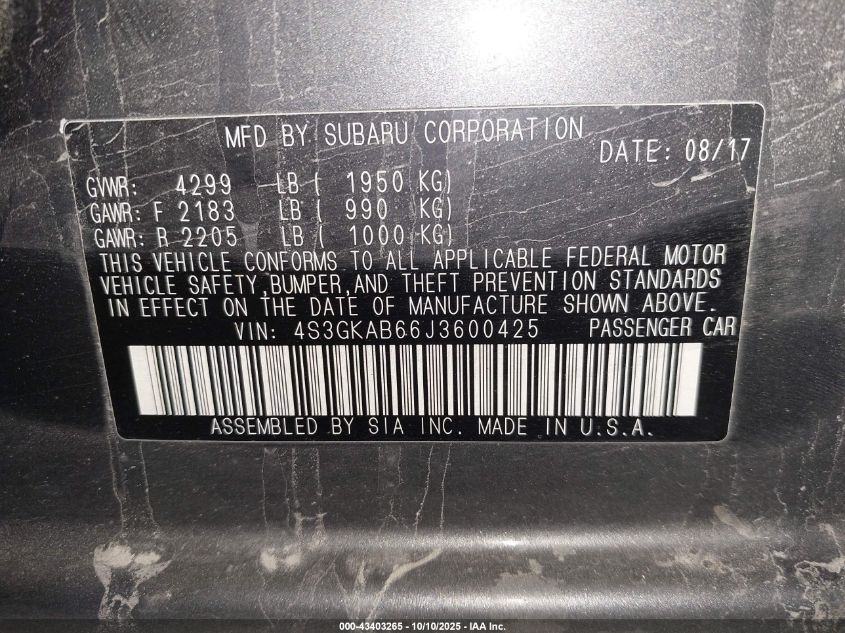 MFD BY SUBARU CORPORATION DATE: 08/17
GVWR: 4299 LB ( 1950 KG)
GAWR: F 2183 LB ( 990 KG)
GAWR: R 2205 LB ( 1000 KG)
THIS VEHICLE CONFORMS TO ALL APPLICABLE FEDERAL MOTOR
VEHICLE SAFETY, BUMPER, AND THEFT PREVENTION STANDARDS
IN EFFECT ON THE DATE OF MANUFACTURE SHOWN ABOVE.
VIN: 4S3GKAB66J3600425 PASSENGER CAR
ASSEMBLED BY SIA INC. MADE IN U.S.A.
000-43403265 - 10/10/2025 - IAA Inc.